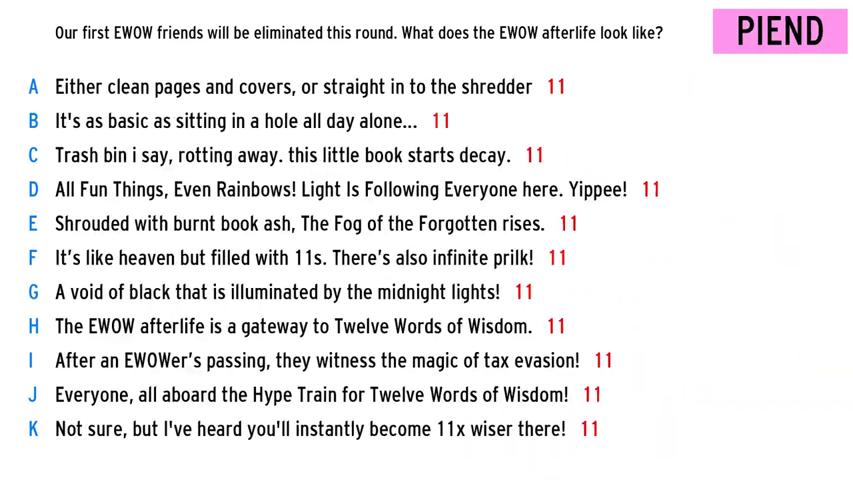 Our first EWOW friends will be eliminated this round. What does the EWOW afterlife look like?
PIEND
A Either clean pages and covers, or straight in to the shredder 11
B It's as basic as sitting in a hole all day alone... 11
C Trash bin i say, rotting away. this little book starts decay. 11
D All Fun Things, Even Rainbows! Light Is Following Everyone here. Yippee! 11
E Shrouded with burnt book ash, The Fog of the Forgotten rises. 11
F It’s like heaven but filled with 11s. There’s also infinite prilk! 11
G A void of black that is illuminated by the midnight lights! 11
H The EWOW afterlife is a gateway to Twelve Words of Wisdom. 11
I After an EWOWer’s passing, they witness the magic of tax evasion! 11
J Everyone, all aboard the Hype Train for Twelve Words of Wisdom! 11
K Not sure, but I've heard you'll instantly become 11x wiser there! 11